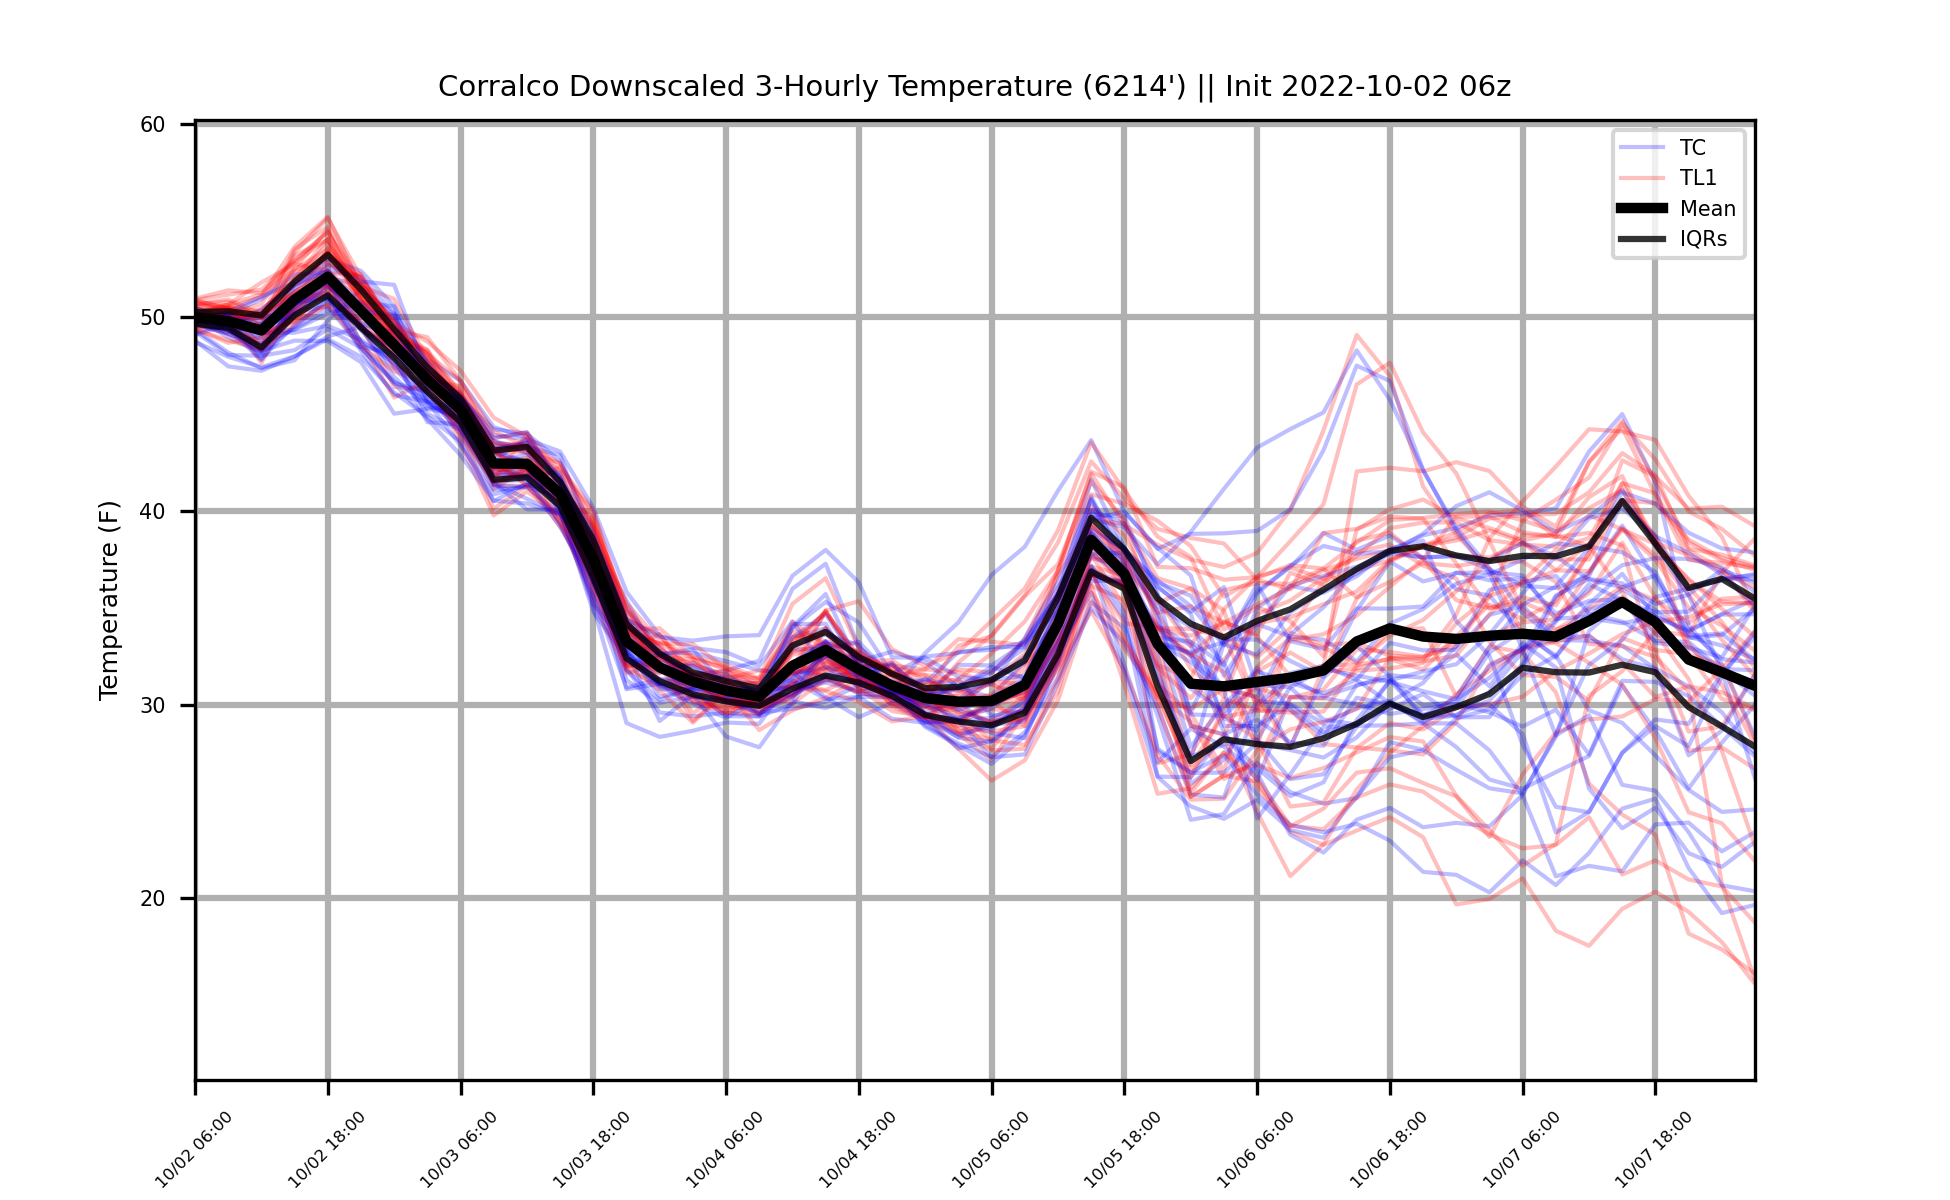 Corralco Downscaled 3-Hourly Temperature (6214') || Init 2022-10-02 06z
60
50
40
30
20
Temperature (F)
TC
TL1
Mean
IQRs
10/02 06:00
10/02 18:00
10/03 06:00
10/03 18:00
10/04 06:00
10/04 18:00
10/05 06:00
10/05 18:00
10/06 06:00
10/06 18:00
10/07 06:00
10/07 18:00